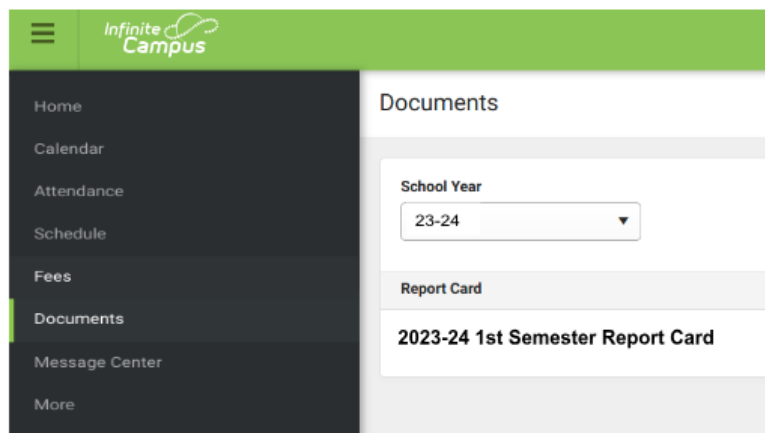 Infinite
Campus
Home
Calendar
Attendance
Schedule
Fees
Documents
Message Center
More
Documents
School Year
23-24
Report Card
2023-24 1st Semester Report Card